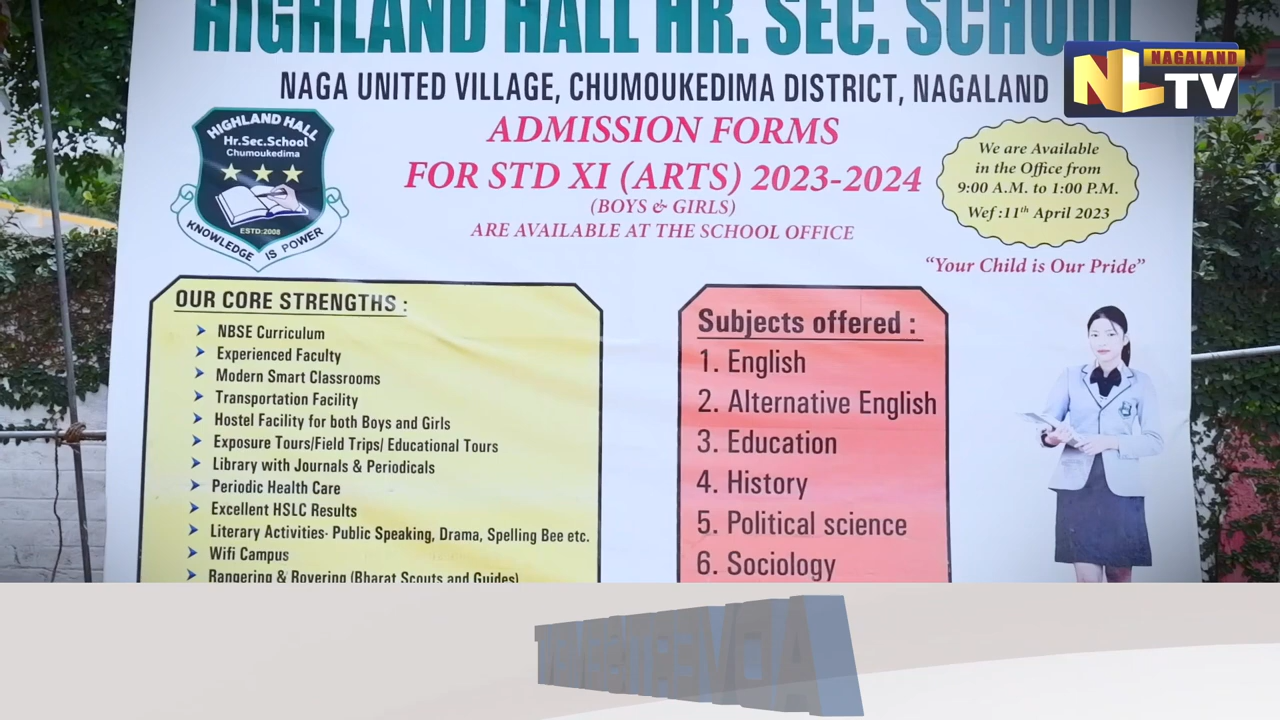 HIGHLAND HALL HR. SEC. SCHOOL
NAGALAND
NLTV
NAGA UNITED VILLAGE, CHUMOUKEDIMA DISTRICT, NAGALAND
HIGHLAND HALL
Hr.Sec.School
Chumoukedima
ESTD:2008
KNOWLEDGE IS POWER
ADMISSION FORMS
FOR STD XI (ARTS) 2023-2024
(BOYS & GIRLS)
ARE AVAILABLE AT THE SCHOOL OFFICE
We are Available
in the Office from
9:00 A.M. to 1:00 P.M.
Wef :11th April 2023
“Your Child is Our Pride”
OUR CORE STRENGTHS :
NBSE Curriculum
Experienced Faculty
Modern Smart Classrooms
Transportation Facility
Hostel Facility for both Boys and Girls
Exposure Tours/Field Trips/ Educational Tours
Library with Journals & Periodicals
Periodic Health Care
Excellent HSLC Results
Literary Activities- Public Speaking, Drama, Spelling Bee etc.
Wifi Campus
Rangering & Rovering (Bharat Scouts and Guides)
Subjects offered :
1. English
2. Alternative English
3. Education
4. History
5. Political science
6. Sociology